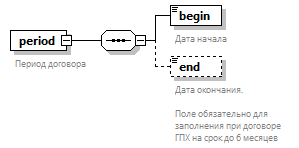 begin
period
Дата начала
Период договора
end
Дата окончания.
Поле обязательно для
заполнения при договоре
ГПХ на срок до 6 месяцев